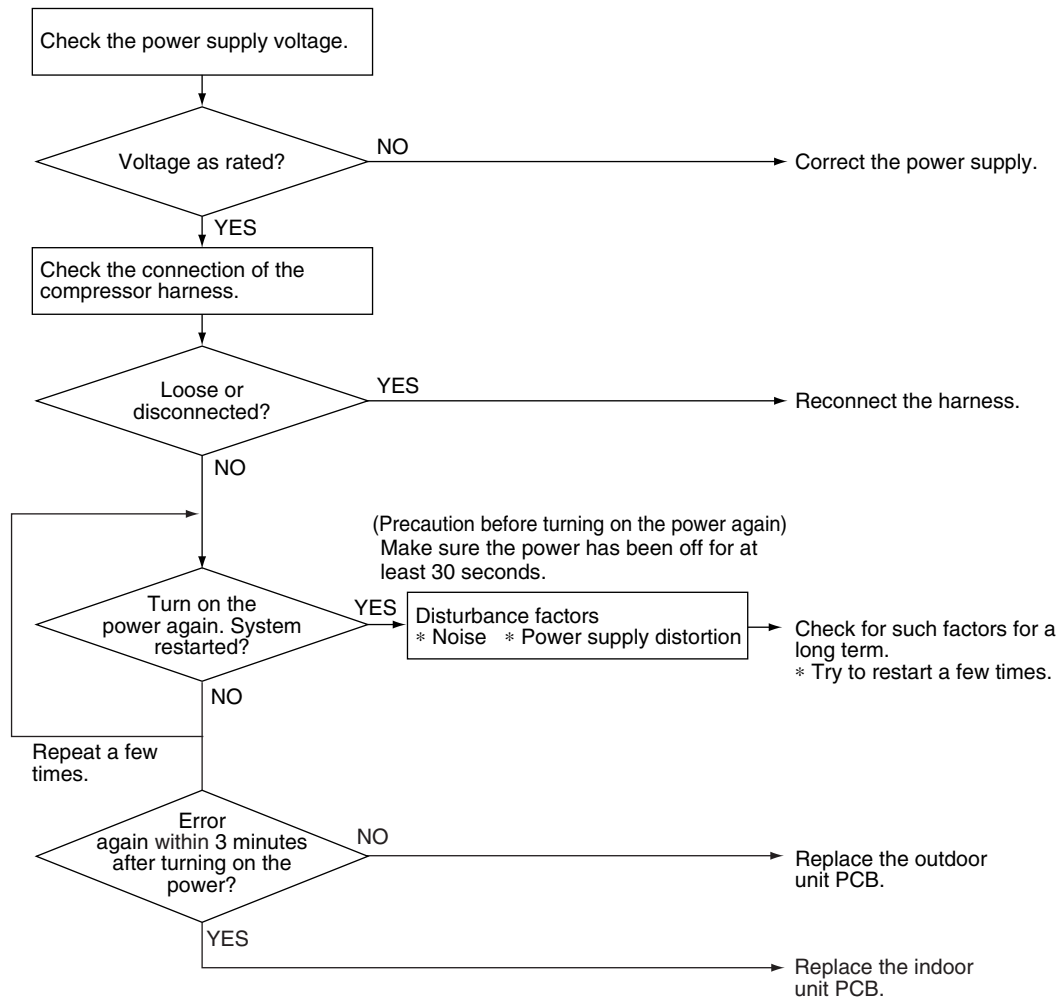 Check the power supply voltage.
Voltage as rated?
NO
Correct the power supply.
YES
Check the connection of the
compressor harness.
Loose or
disconnected?
YES
Reconnect the harness.
NO
(Precaution before turning on the power again)
Make sure the power has been off for at
least 30 seconds.
Turn on the
power again. System
restarted?
YES
Disturbance factors
* Noise * Power supply distortion
Check for such factors for a
long term.
* Try to restart a few times.
NO
Repeat a few
times.
Error
again within 3 minutes
after turning on the
power?
NO
Replace the outdoor
unit PCB.
YES
Replace the indoor
unit PCB.